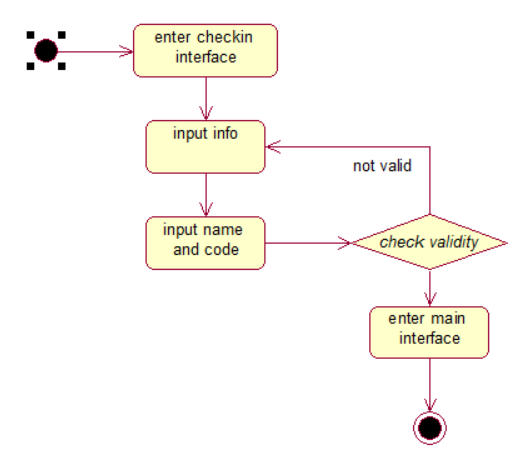 enter checkin
interface
input info
not valid
input name
and code
check validity
enter main
interface